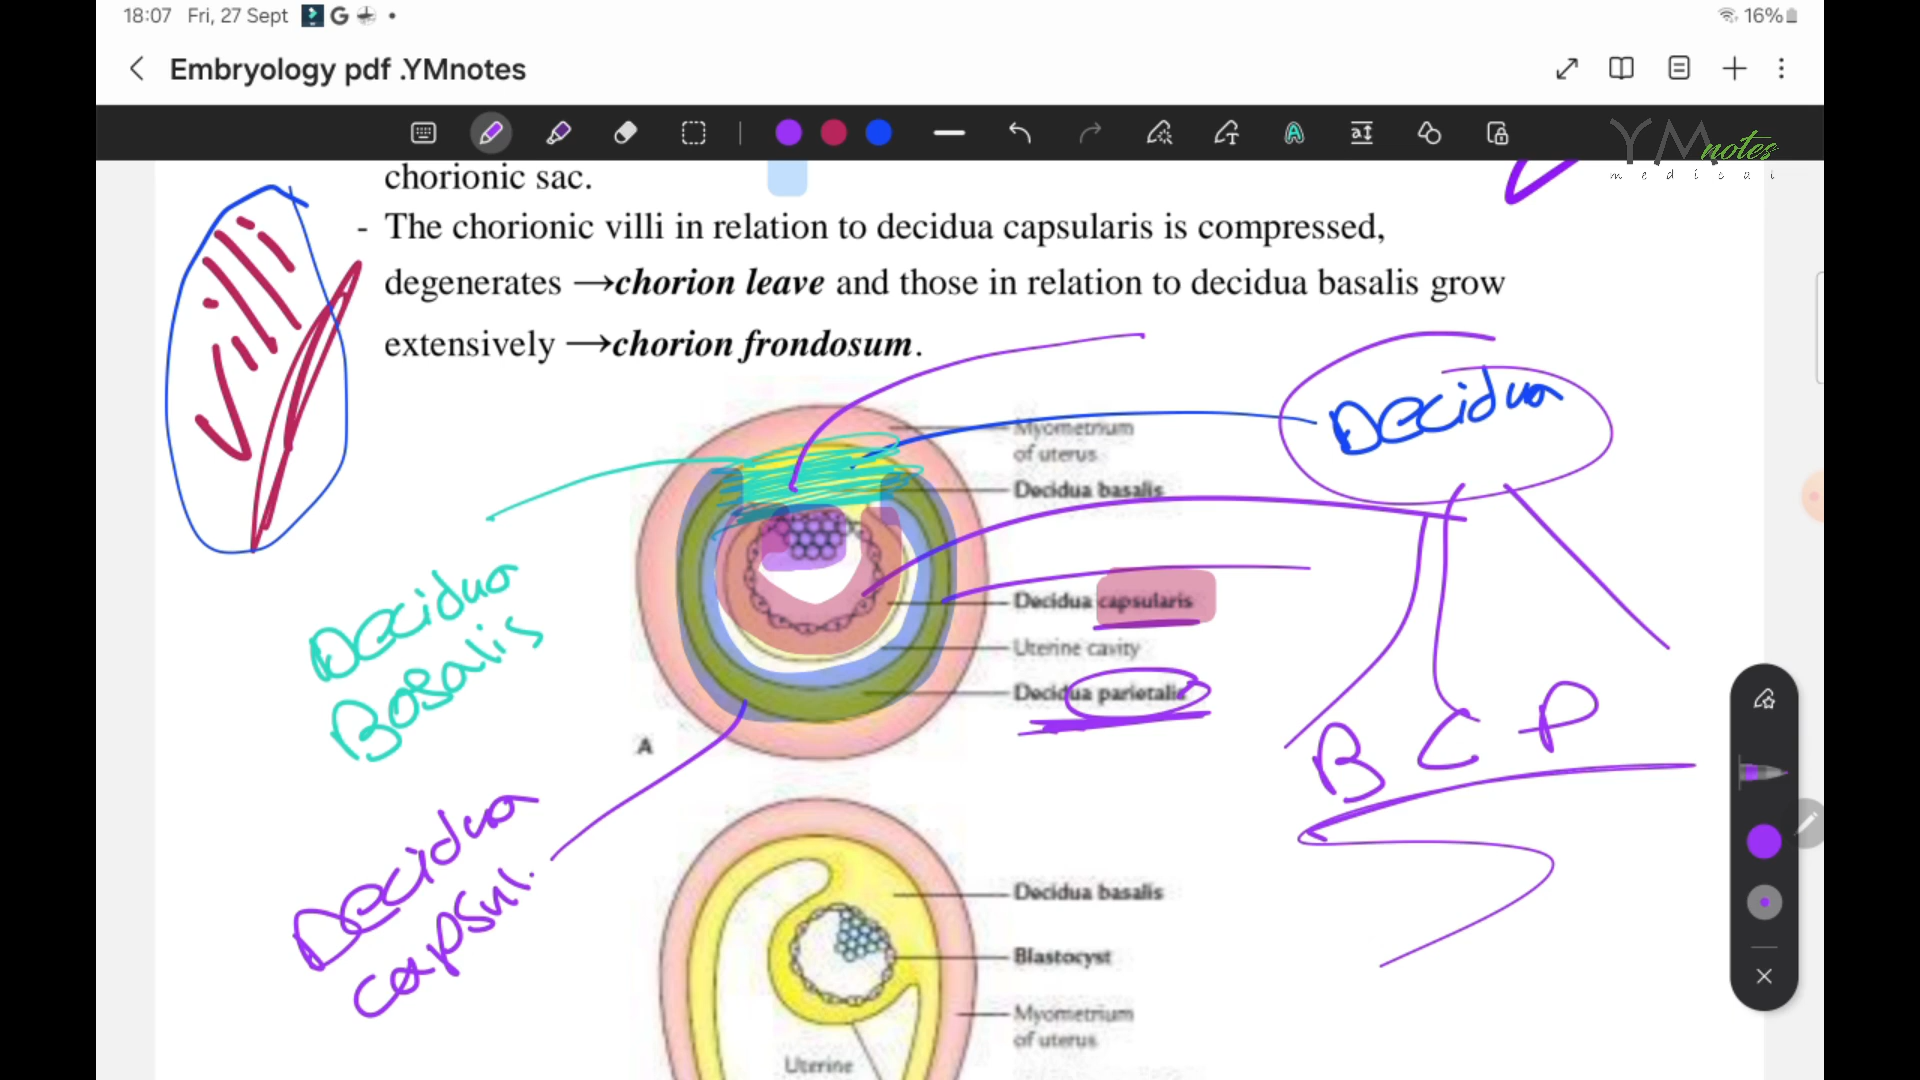 18:07 Fri, 27 Sept G
16%
Embryology pdf .YMnotes
YM notes
medical
chorionic sac.
- The chorionic villi in relation to decidua capsularis is compressed,
degenerates →chorion leave and those in relation to decidua basalis grow
extensively →chorion frondosum.
Villi
Decidua
Myometrium
of uterus
Decidua basalis
Decidua capsularis
Uterine cavity
Decidua parietalis
Decidua
Basalis
A
B C P
Decidua
capsul.
Decidua basalis
Blastocyst
Myometrium
of uterus
Uterine